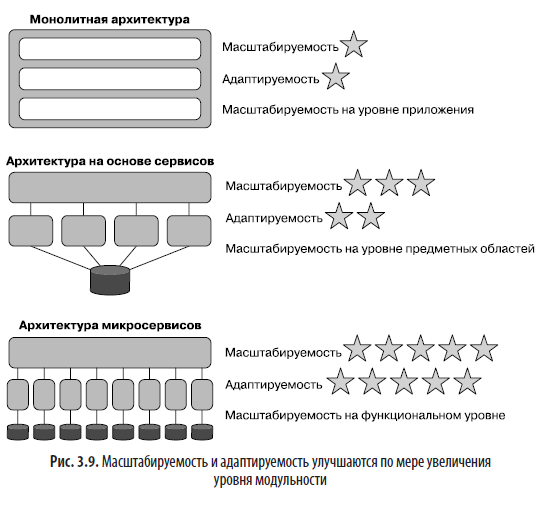 Монолитная архитектура
Масштабируемость
Адаптируемость
Масштабируемость на уровне приложения
Архитектура на основе сервисов
Масштабируемость
Адаптируемость
Масштабируемость на уровне предметных областей
Архитектура микросервисов
Масштабируемость
Адаптируемость
Масштабируемость на функциональном уровне
Рис. 3.9. Масштабируемость и адаптируемость улучшаются по мере увеличения
уровня модульности